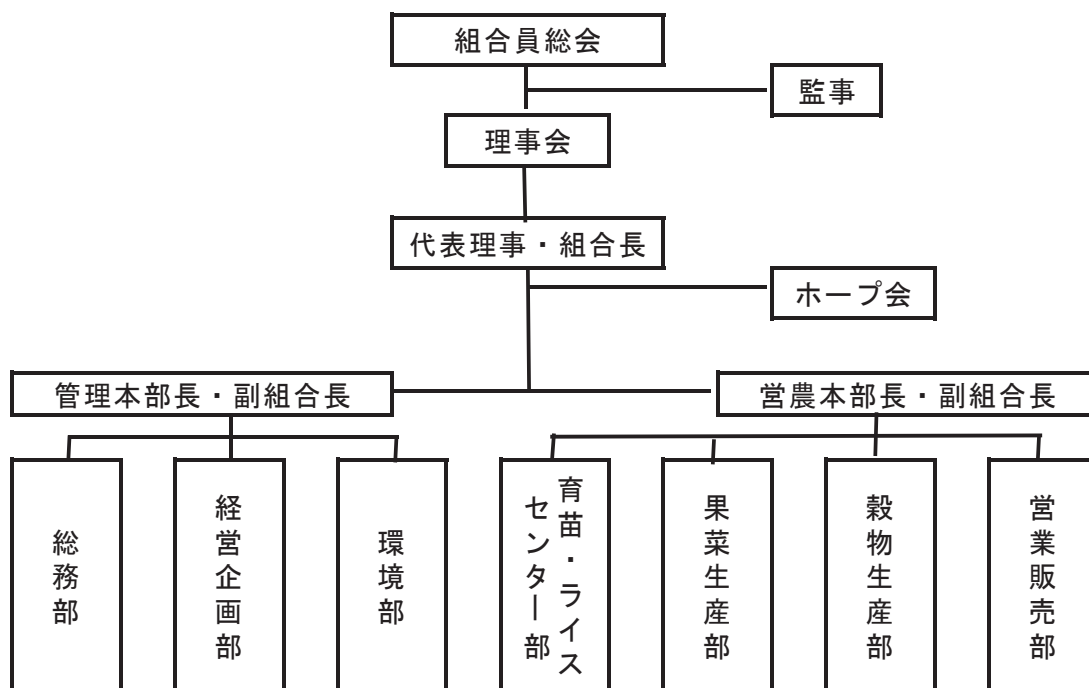 組合員総会
監事
理事会
代表理事・組合長
ホープ会
管理本部長・副組合長
営農本部長・副組合長
総務部
経営企画部
環境部
育苗・ライス
センター部
果菜生産部
穀物生産部
営業販売部